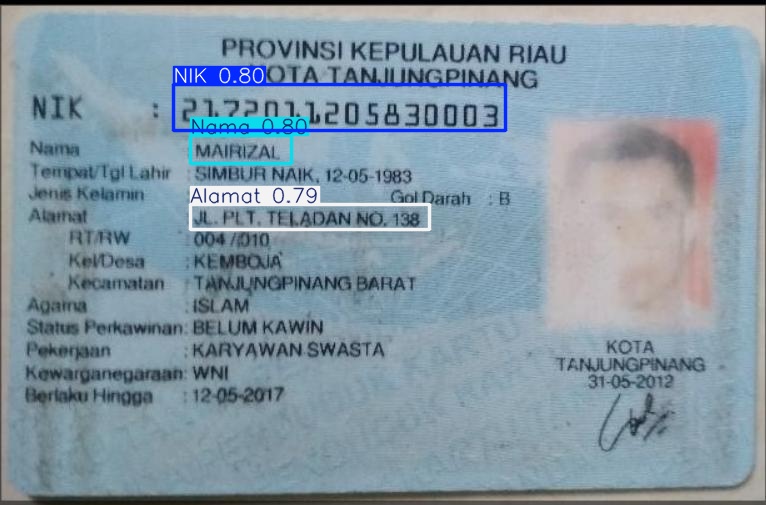 PROVINSI KEPULAUAN RIAU
KOTA TANJUNGPINANG
NIK 0.80
NIK : 2172011205830003
Nama 0.80
Nama : MAIRIZAL
Tempat/Tgl Lahir : SIMBUR NAIK, 12-05-1983
Jenis Kelamin Alamat 0.79 Gol Darah : B
Alamat JL. PLT. TELADAN NO. 138
RT/RW : 004 / 010
Kel/Desa : KEMBOJA
Kecamatan : TANJUNGPINANG BARAT
Agama : ISLAM
Status Perkawinan: BELUM KAWIN
Pekerjaan : KARYAWAN SWASTA
Kewarganegaraan: WNI
Berlaku Hingga : 12-05-2017
KOTA
TANJUNGPINANG
31-05-2012